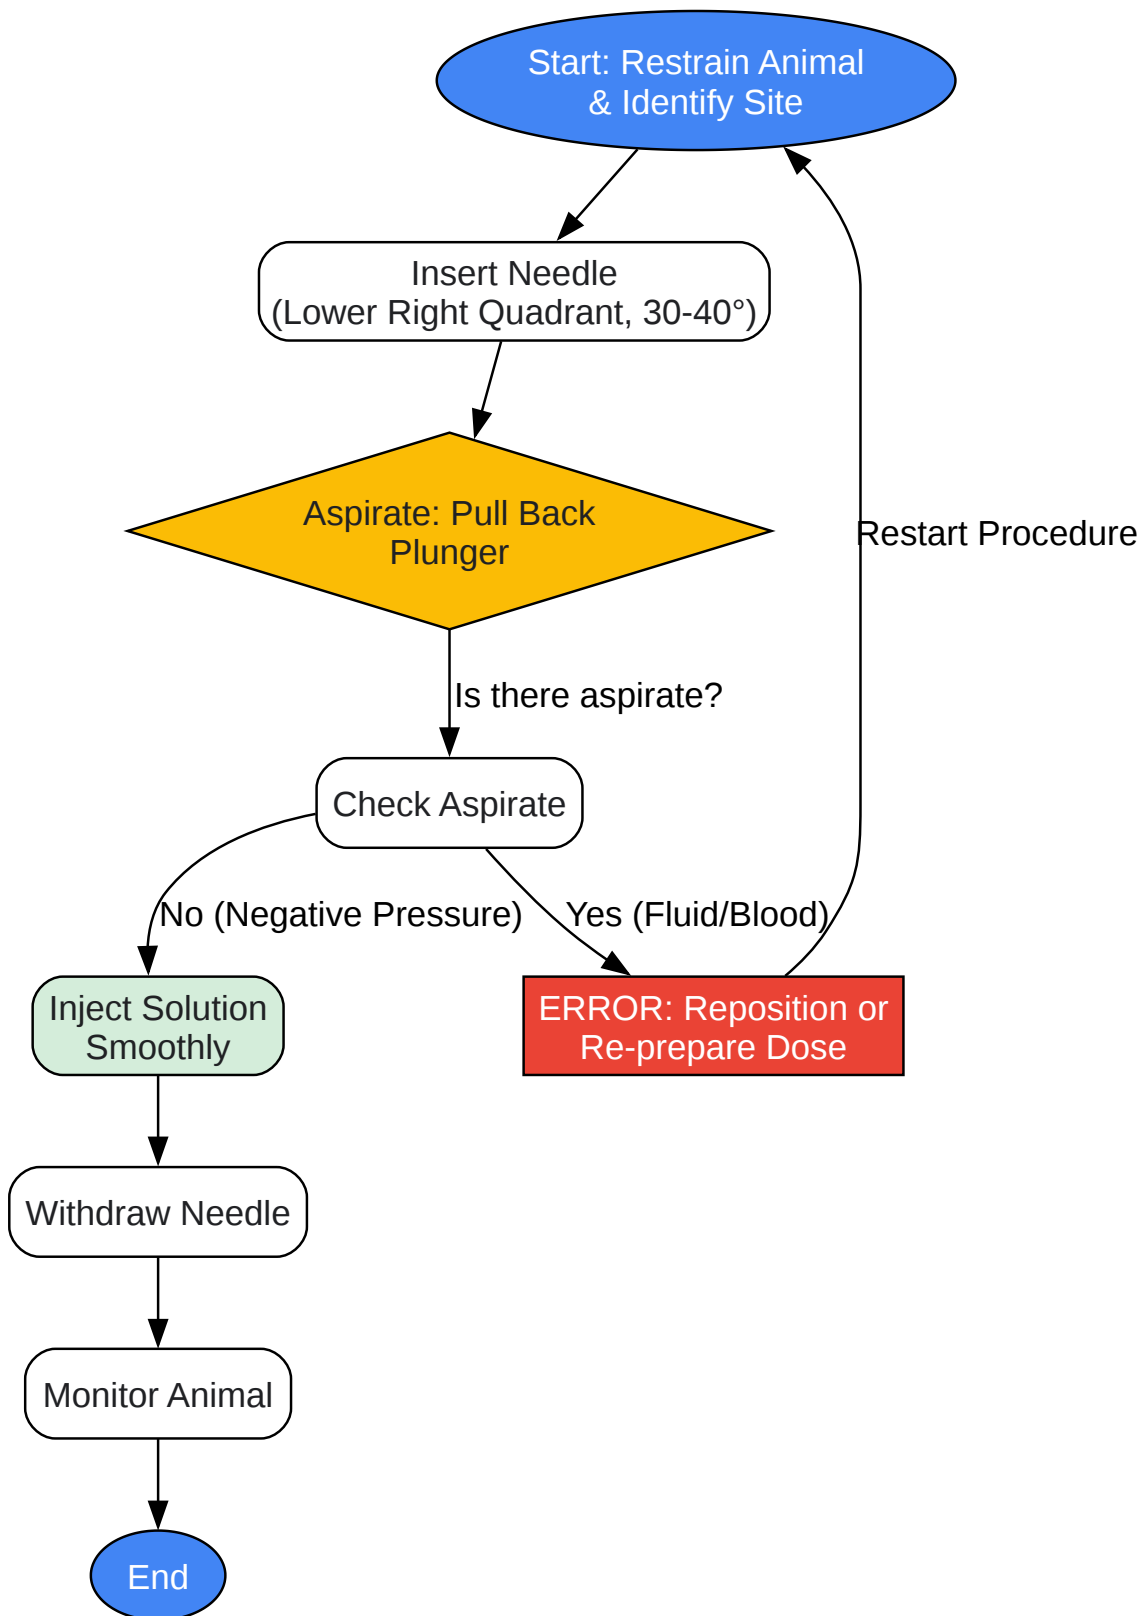 Start: Restrain Animal
& Identify Site
Insert Needle
(Lower Right Quadrant, 30-40°)
Aspirate: Pull Back
Plunger
Restart Procedure
Is there aspirate?
Check Aspirate
No (Negative Pressure)
Yes (Fluid/Blood)
Inject Solution
Smoothly
ERROR: Reposition or
Re-prepare Dose
Withdraw Needle
Monitor Animal
End